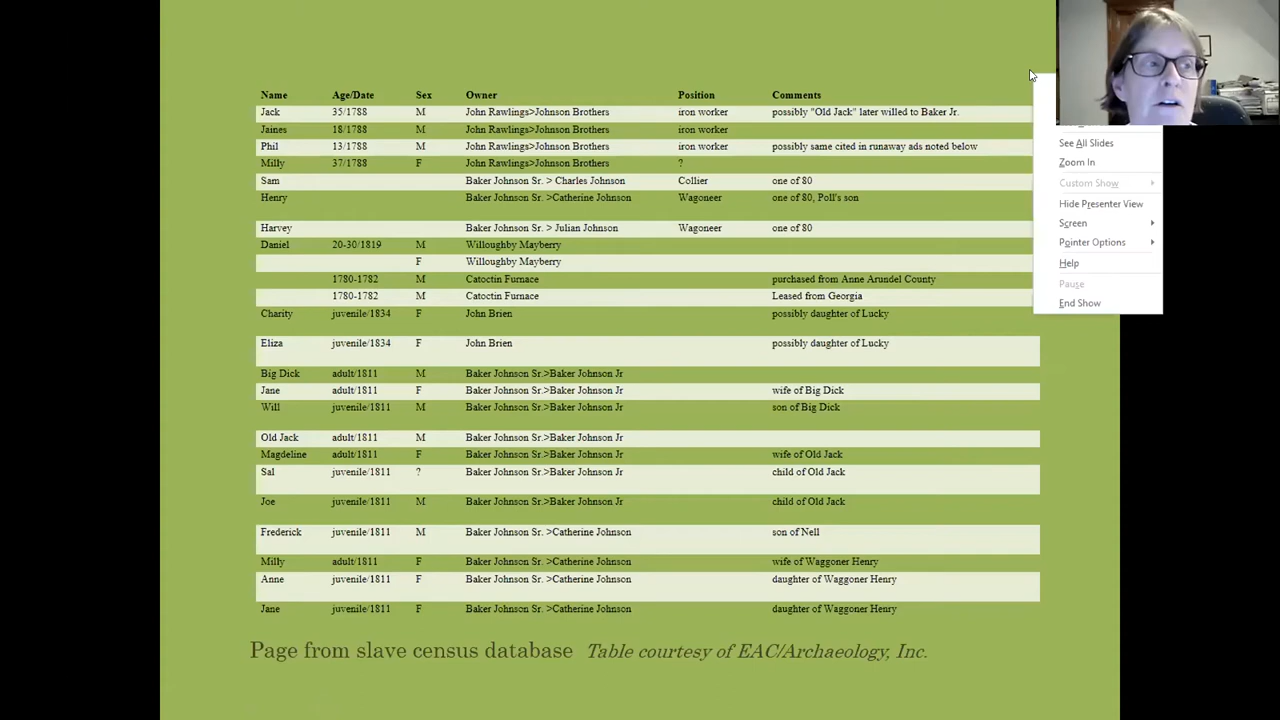 Name Age/Date Sex Owner Position Comments
Jack 35/1788 M John Rawlings>Johnson Brothers iron worker possibly "Old Jack" later willed to Baker Jr.
Jaines 18/1788 M John Rawlings>Johnson Brothers iron worker
Phil 13/1788 M John Rawlings>Johnson Brothers iron worker possibly same cited in runaway ads noted below
Milly 37/1788 F John Rawlings>Johnson Brothers ?
Sam Baker Johnson Sr. > Charles Johnson Collier one of 80
Henry Baker Johnson Sr. >Catherine Johnson Wagoneer one of 80, Poll's son
Harvey Baker Johnson Sr. > Julian Johnson Wagoneer one of 80
Daniel 20-30/1819 M Willoughby Mayberry
F Willoughby Mayberry
1780-1782 M Catoctin Furnace purchased from Anne Arundel County
1780-1782 M Catoctin Furnace Leased from Georgia
Charity juvenile/1834 F John Brien possibly daughter of Lucky
Eliza juvenile/1834 F John Brien possibly daughter of Lucky
Big Dick adult/1811 M Baker Johnson Sr.>Baker Johnson Jr
Jane adult/1811 F Baker Johnson Sr.>Baker Johnson Jr wife of Big Dick
Will juvenile/1811 M Baker Johnson Sr.>Baker Johnson Jr son of Big Dick
Old Jack adult/1811 M Baker Johnson Sr.>Baker Johnson Jr
Magdeline adult/1811 F Baker Johnson Sr.>Baker Johnson Jr wife of Old Jack
Sal juvenile/1811 ? Baker Johnson Sr.>Baker Johnson Jr child of Old Jack
Joe juvenile/1811 M Baker Johnson Sr.>Baker Johnson Jr child of Old Jack
Frederick juvenile/1811 M Baker Johnson Sr. >Catherine Johnson son of Nell
Milly adult/1811 F Baker Johnson Sr. >Catherine Johnson wife of Waggoner Henry
Anne juvenile/1811 F Baker Johnson Sr. >Catherine Johnson daughter of Waggoner Henry
Jane juvenile/1811 F Baker Johnson Sr. >Catherine Johnson daughter of Waggoner Henry
Page from slave census database Table courtesy of EAC/Archaeology, Inc.
See All Slides
Zoom In
Custom Show
Hide Presenter View
Screen
Pointer Options
Help
Pause
End Show